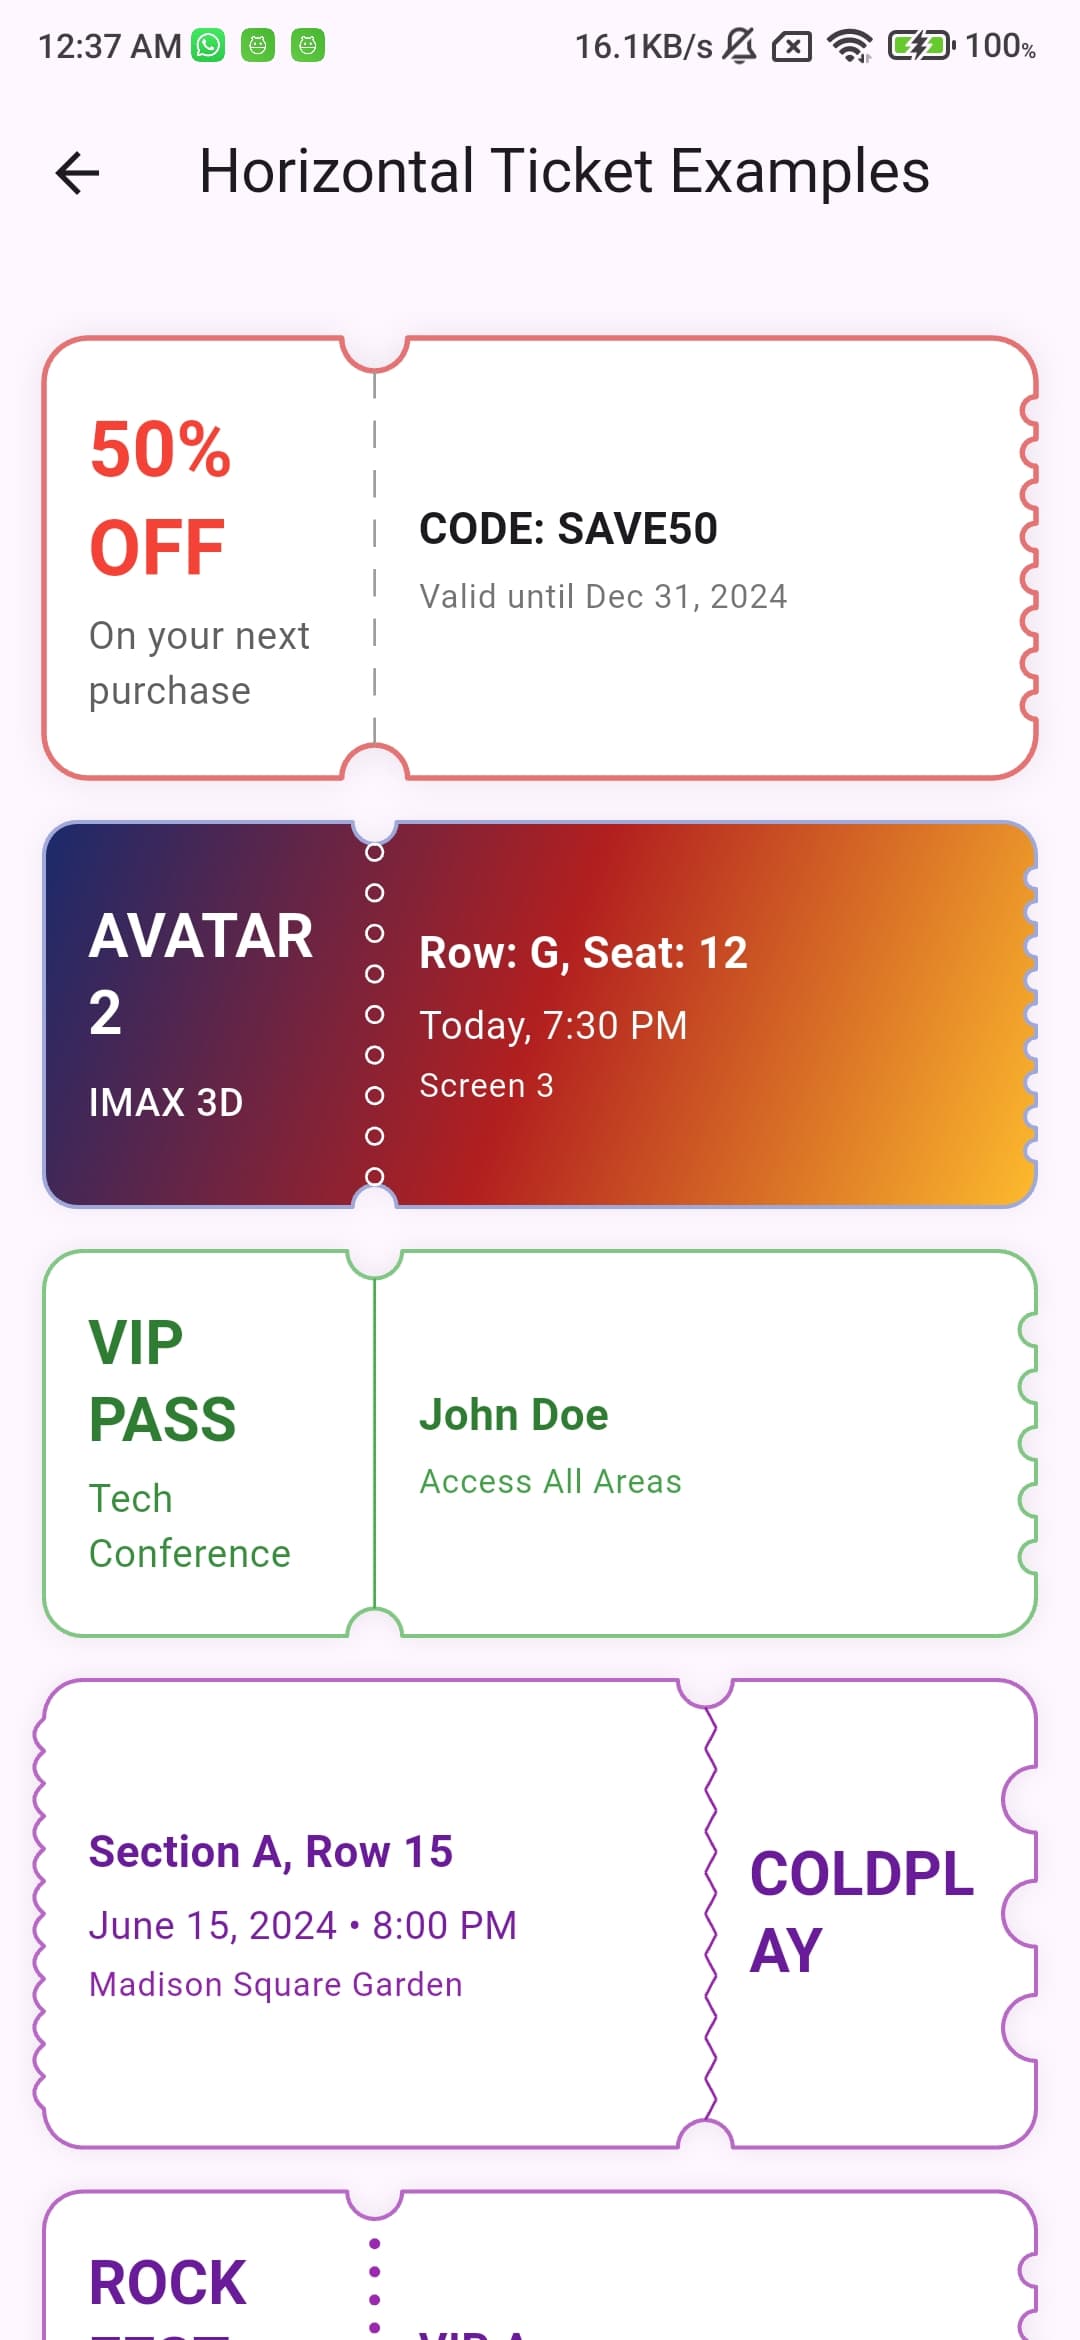 12:37 AM
16.1KB/s
100%
Horizontal Ticket Examples
50%
OFF
On your next
purchase
CODE: SAVE50
Valid until Dec 31, 2024
AVATAR
2
IMAX 3D
Row: G, Seat: 12
Today, 7:30 PM
Screen 3
VIP
PASS
Tech
Conference
John Doe
Access All Areas
Section A, Row 15
June 15, 2024 • 8:00 PM
Madison Square Garden
COLDPL
AY
ROCK